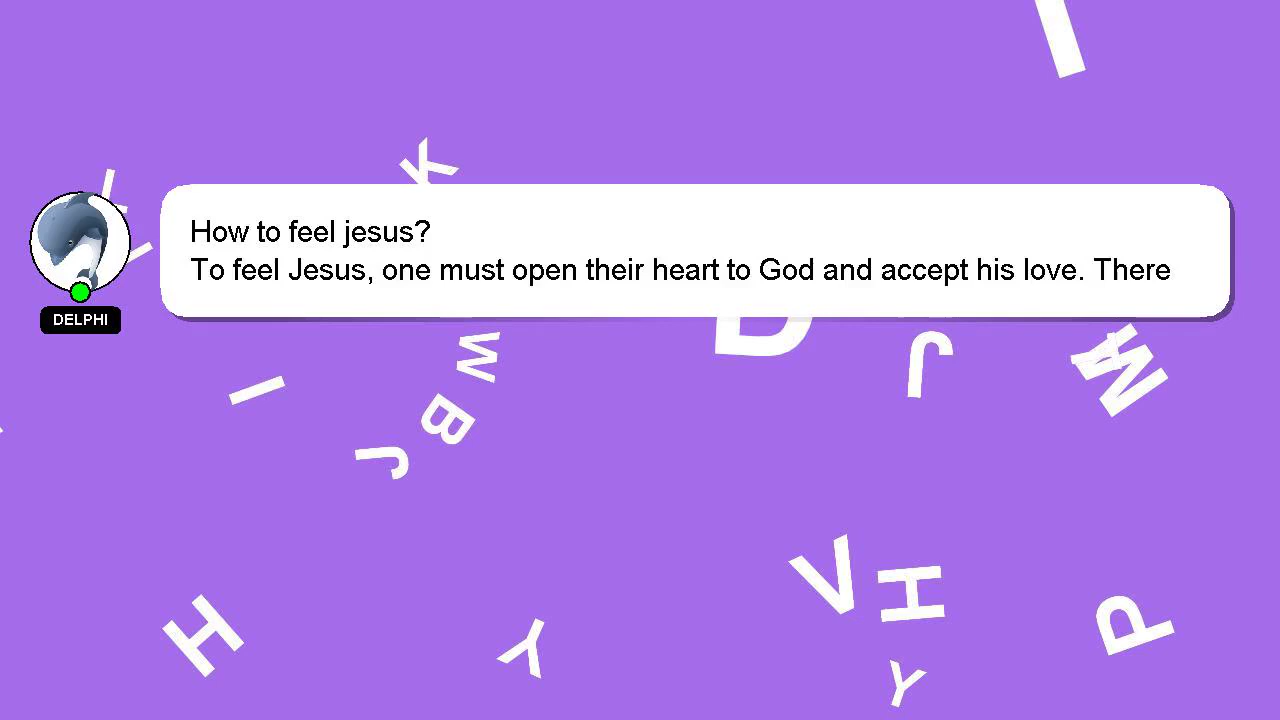 I
K
How to feel jesus?
To feel Jesus, one must open their heart to God and accept his love. There
DELPHI
D
W
J
M
I
B
J
V
H
H
P
Y
Y